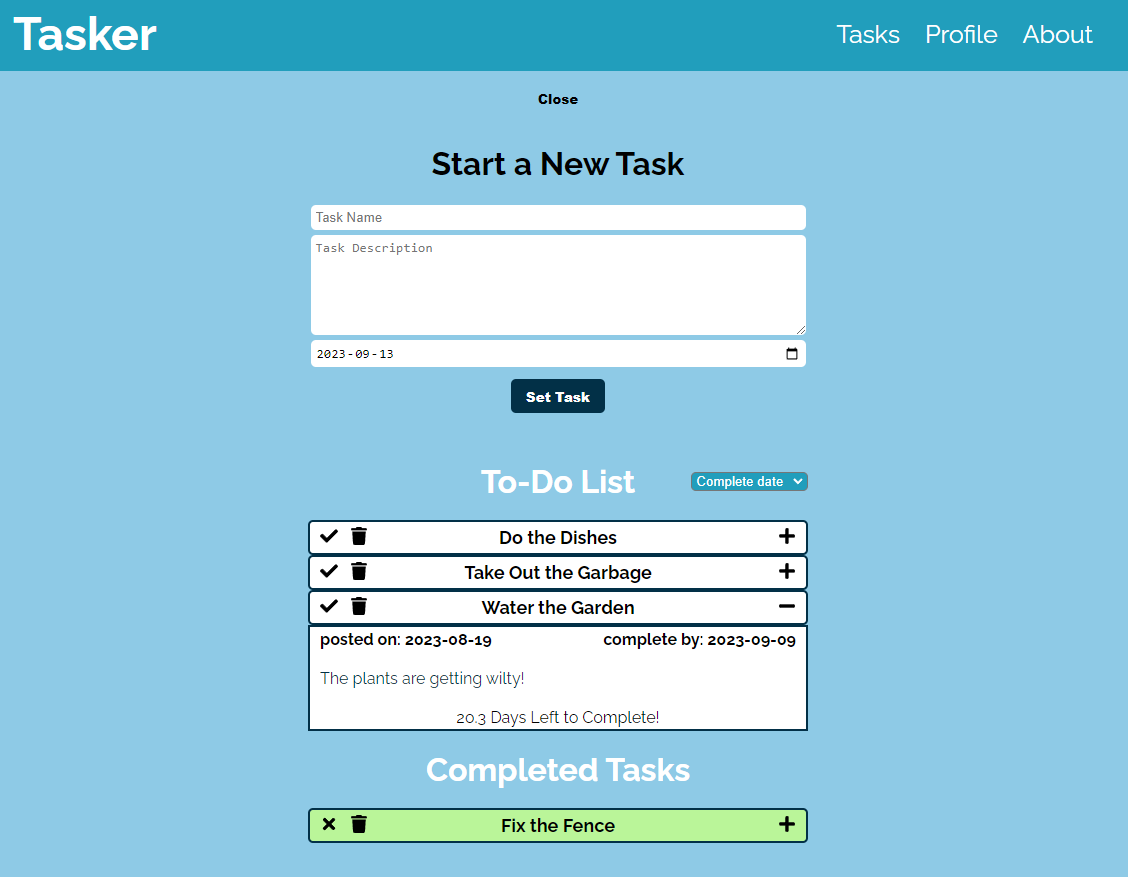 Tasker
Tasks Profile About
Close
Start a New Task
Task Name
Task Description
2023-09-13
Set Task
To-Do List
Complete date
Do the Dishes
Take Out the Garbage
Water the Garden
posted on: 2023-08-19 complete by: 2023-09-09
The plants are getting wilty!
20.3 Days Left to Complete!
Completed Tasks
Fix the Fence